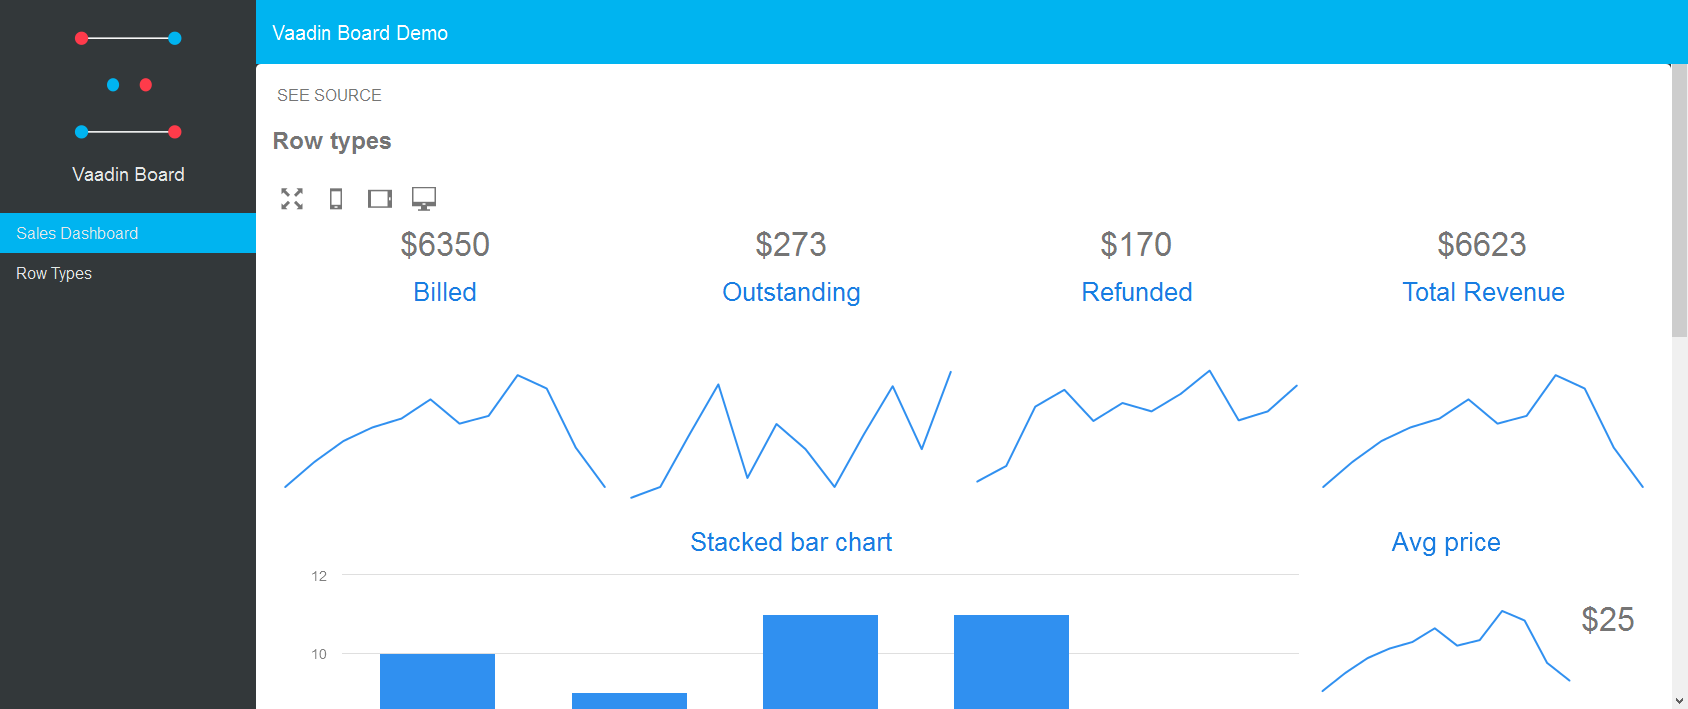 Vaadin Board Demo
Vaadin Board
Sales Dashboard
Row Types
SEE SOURCE
Row types
$6350 $273 $170 $6623
Billed Outstanding Refunded Total Revenue
Stacked bar chart Avg price
12
10
$25